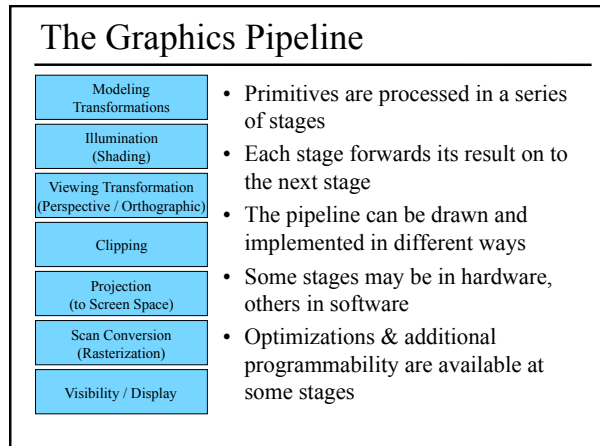 The Graphics Pipeline
Modeling
Transformations
Illumination
(Shading)
Viewing Transformation
(Perspective / Orthographic)
Clipping
Projection
(to Screen Space)
Scan Conversion
(Rasterization)
Visibility / Display
• Primitives are processed in a series
of stages
• Each stage forwards its result on to
the next stage
• The pipeline can be drawn and
implemented in different ways
• Some stages may be in hardware,
others in software
• Optimizations & additional
programmability are available at
some stages